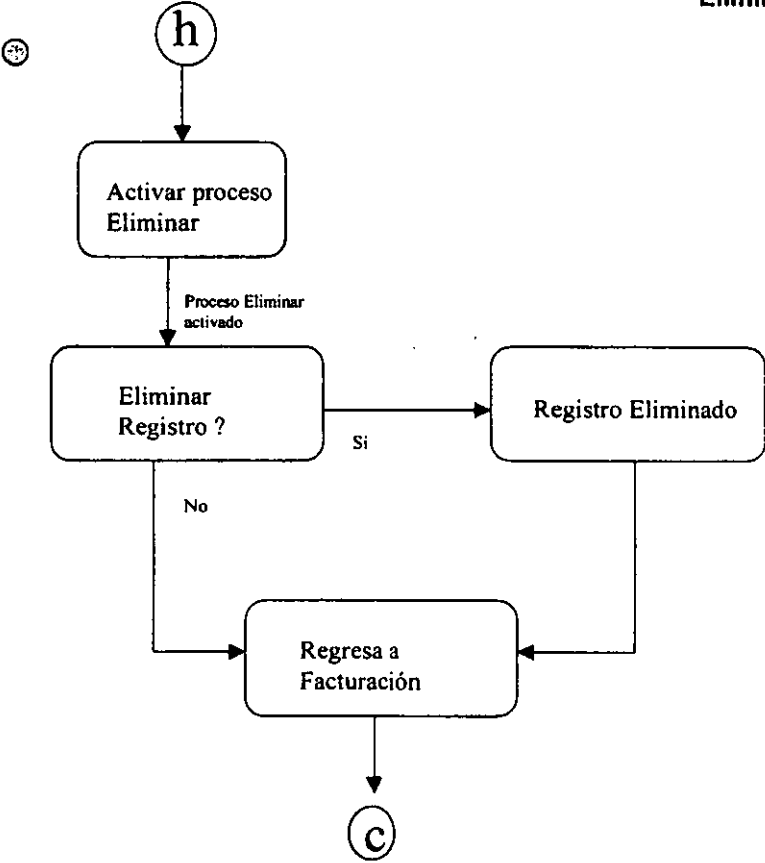 h
Activar proceso
Eliminar
Proceso Eliminar
activado
Eliminar
Registro ?
Si
Registro Eliminado
No
Regresa a
Facturación
c